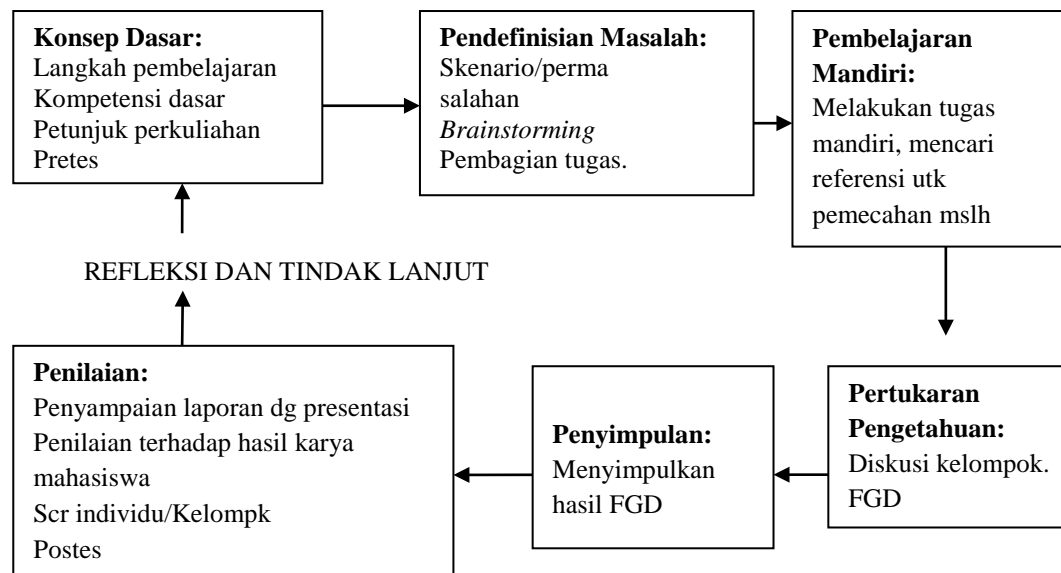 Konsep Dasar:
Langkah pembelajaran
Kompetensi dasar
Petunjuk perkuliahan
Pretes
Pendefinisian Masalah:
Skenario/perma
salahan
Brainstorming
Pembagian tugas.
Pembelajaran
Mandiri:
Melakukan tugas
mandiri, mencari
referensi utk
pemecahan mslh
Pertukaran
Pengetahuan:
Diskusi kelompok.
FGD
Penyimpulan:
Menyimpulkan
hasil FGD
Penilaian:
Penyampaian laporan dg presentasi
Penilaian terhadap hasil karya
mahasiswa
Scr individu/Kelompk
Postes
REFLEKSI DAN TINDAK LANJUT